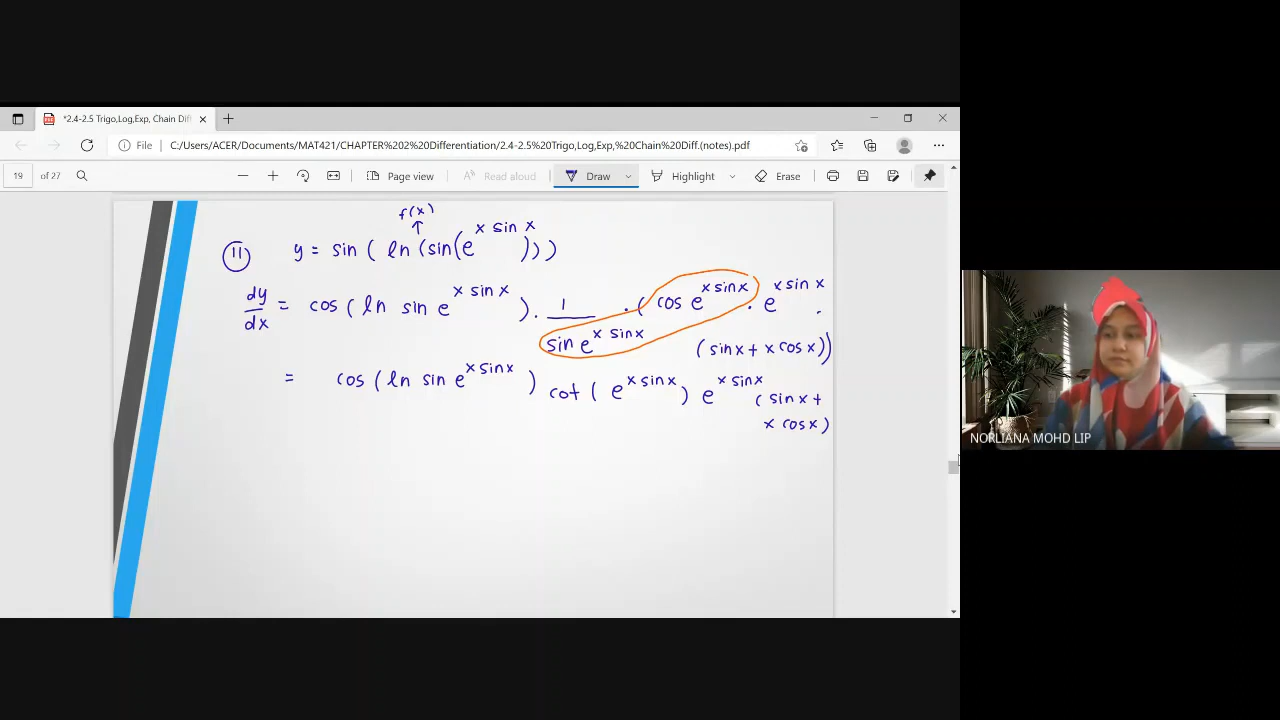 *2.4-2.5 Trigo,Log,Exp, Chain Dif
File C:/Users/ACER/Documents/MAT421/CHAPTER%202%20Differentiation/2.4-2.5%20Trigo,Log,Exp,%20Chain%20Diff.(notes).pdf
19 of 27 Page view Read aloud Draw Highlight Erase
f(x)
↑
11 y = sin ( ln (sin(e^{x sin x})))
dy/dx = cos ( ln sin e^{x sin x} ) . 1/(sin e^{x sin x}) . ( cos e^{x sin x} . e^{x sin x} .
(sin x + x cos x))
= cos ( ln sin e^{x sin x} ) cot ( e^{x sin x} ) e^{x sin x} ( sin x +
x cos x)
NORLIANA MOHD LIP